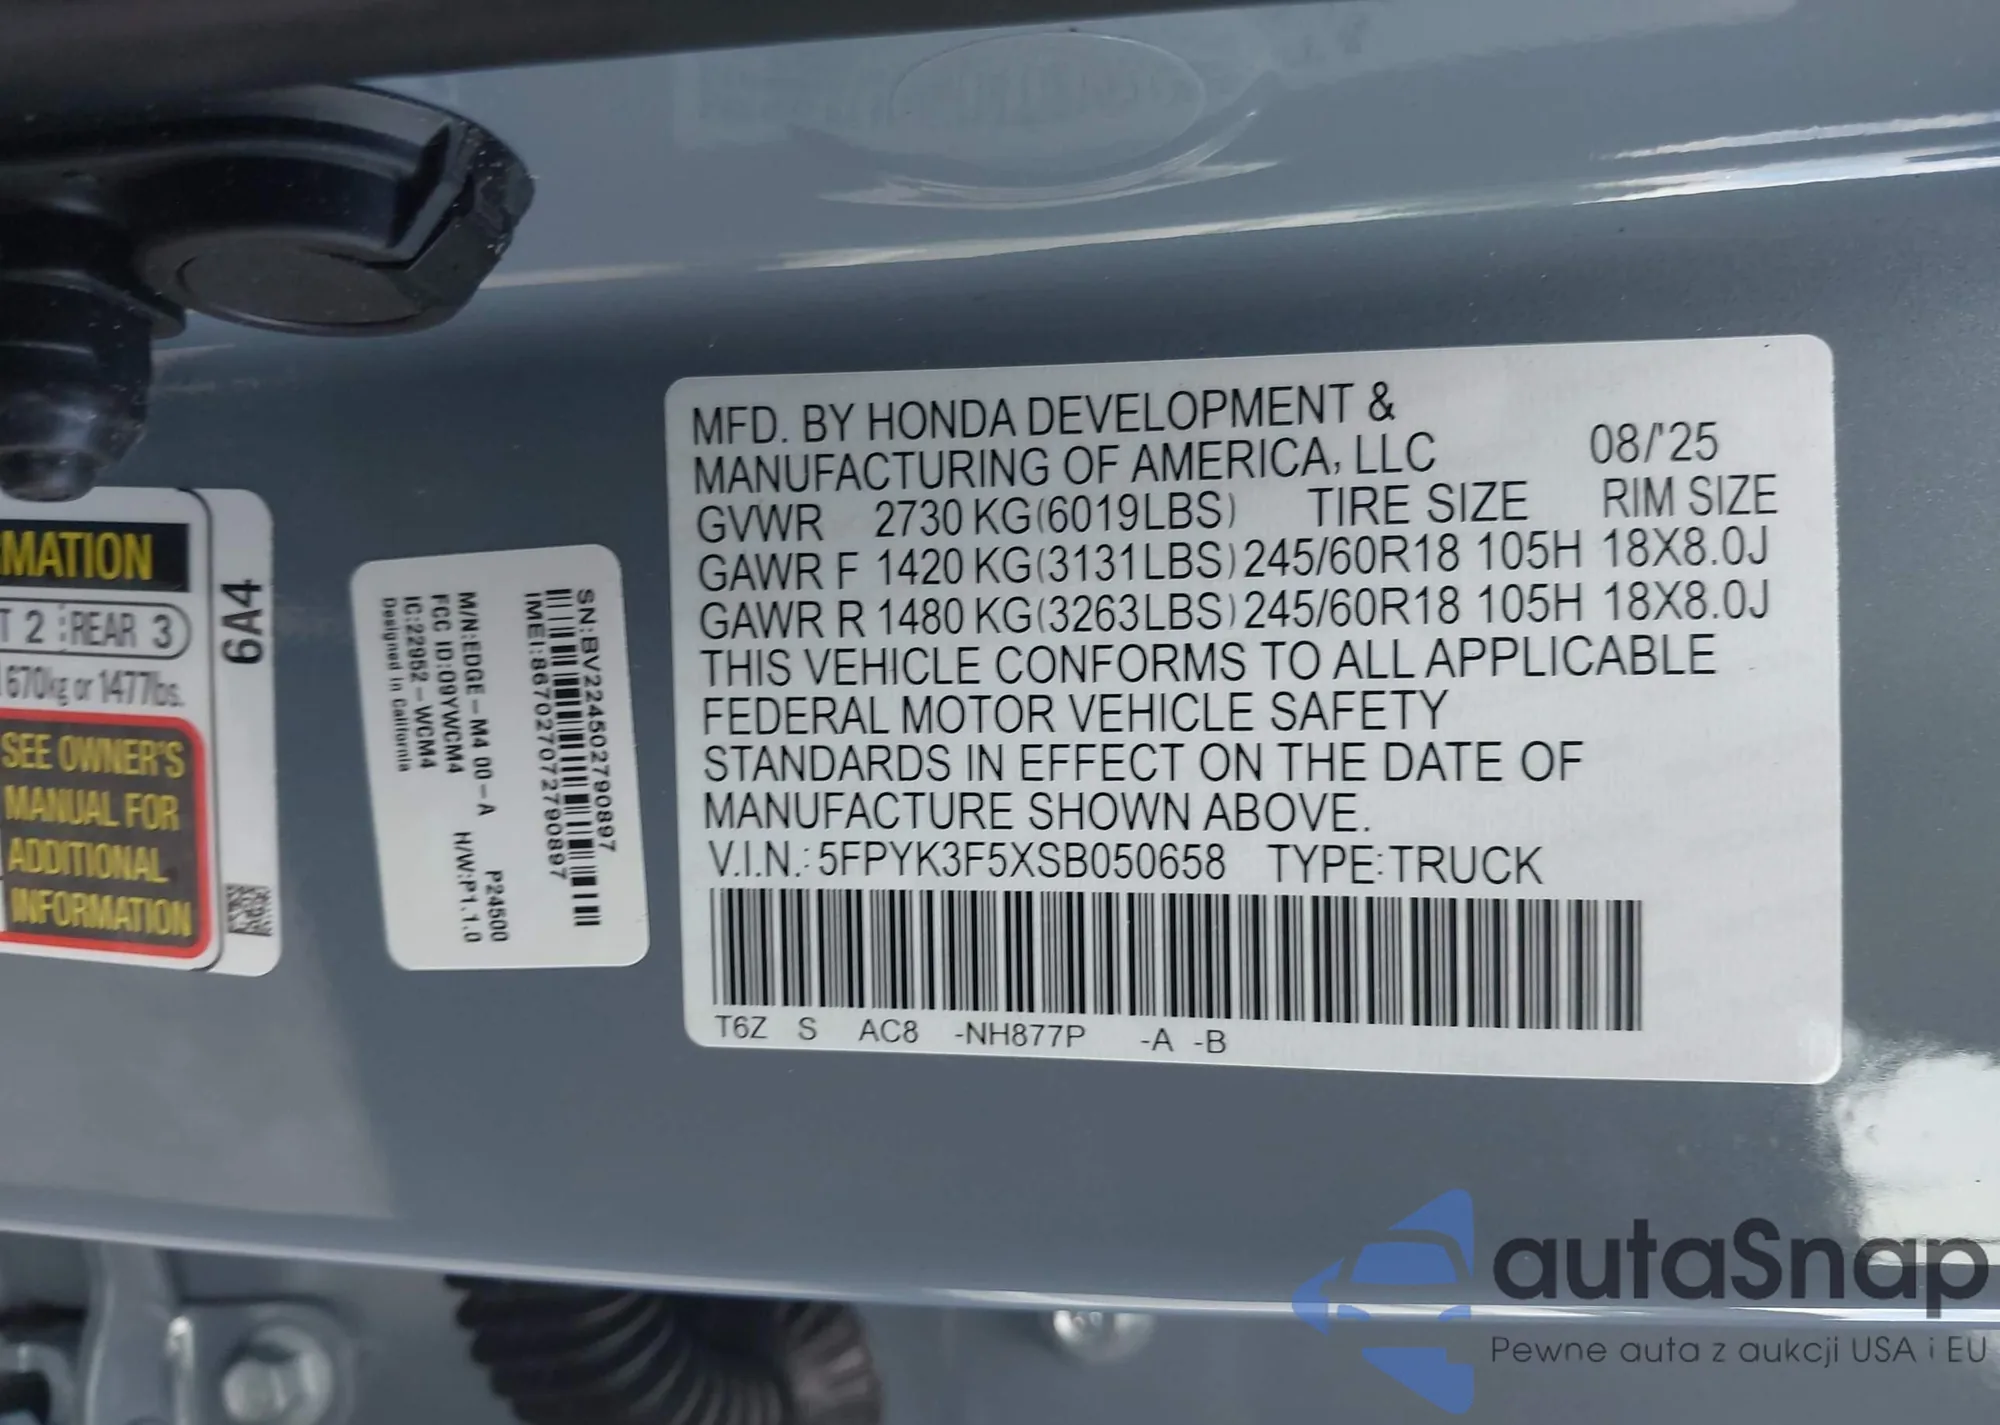 MATION
T 2 REAR 3
670kg or 1477lbs.
SEE OWNER'S
MANUAL FOR
ADDITIONAL
INFORMATION
6A4
SN:BV224502790897
IMEI:867027072790897
M/N:EDGE-M4 00-A P24500
FCC ID:09YWCM4 H/W:P1.1.0
IC:22952-WCM4
Designed in California
MFD. BY HONDA DEVELOPMENT &
MANUFACTURING OF AMERICA, LLC 08/'25
GVWR 2730 KG(6019LBS) TIRE SIZE RIM SIZE
GAWR F 1420 KG(3131LBS) 245/60R18 105H 18X8.0J
GAWR R 1480 KG(3263LBS) 245/60R18 105H 18X8.0J
THIS VEHICLE CONFORMS TO ALL APPLICABLE
FEDERAL MOTOR VEHICLE SAFETY
STANDARDS IN EFFECT ON THE DATE OF
MANUFACTURE SHOWN ABOVE.
V.I.N.: 5FPYK3F5XSB050658 TYPE:TRUCK
T6Z S AC8 -NH877P -A -B
autaSnap
Pewne auta z aukcji USA i EU